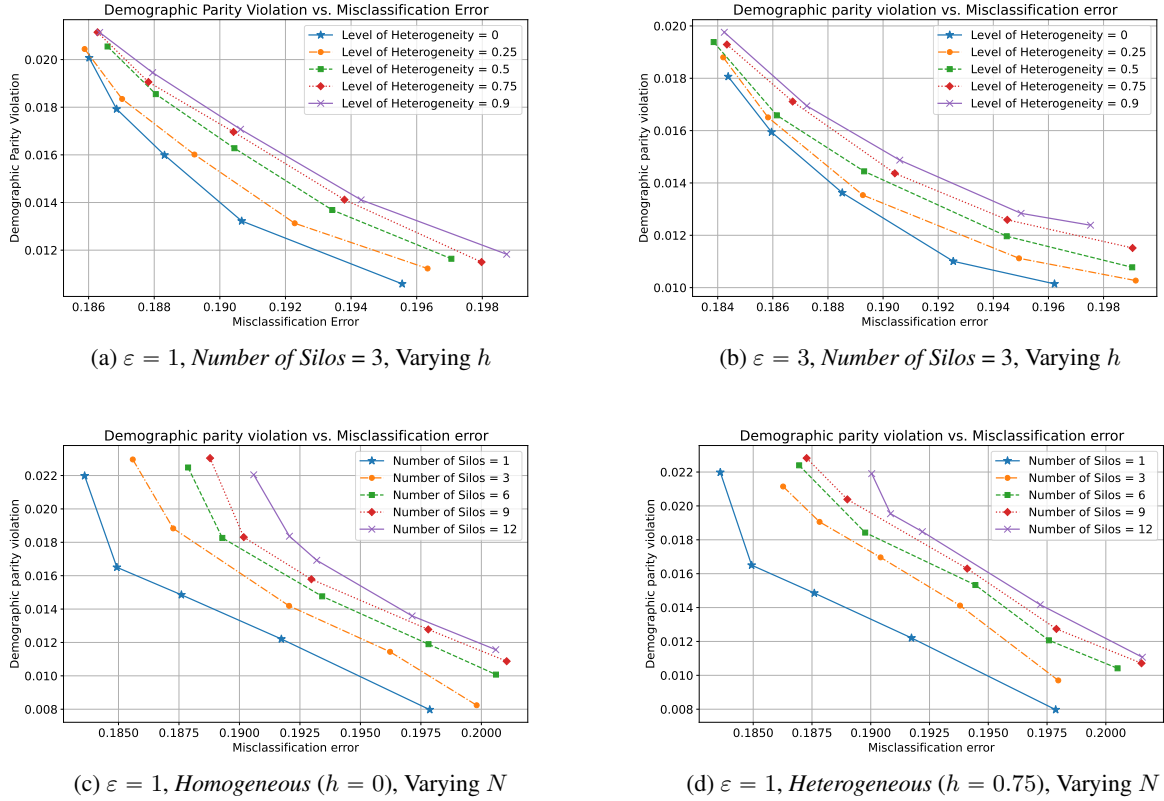 Demographic Parity Violation vs. Misclassification Error
Demographic Parity Violation
0.020
0.018
0.016
0.014
0.012
Level of Heterogeneity = 0
Level of Heterogeneity = 0.25
Level of Heterogeneity = 0.5
Level of Heterogeneity = 0.75
Level of Heterogeneity = 0.9
0.186 0.188 0.190 0.192 0.194 0.196 0.198
Misclassification Error
(a) ε = 1, Number of Silos = 3, Varying h
Demographic parity violation vs. Misclassification error
Demographic parity violation
0.020
0.018
0.016
0.014
0.012
0.010
Level of Heterogeneity = 0
Level of Heterogeneity = 0.25
Level of Heterogeneity = 0.5
Level of Heterogeneity = 0.75
Level of Heterogeneity = 0.9
0.184 0.186 0.188 0.190 0.192 0.194 0.196 0.198
Misclassification error
(b) ε = 3, Number of Silos = 3, Varying h
Demographic parity violation vs. Misclassification error
Demographic parity violation
0.022
0.020
0.018
0.016
0.014
0.012
0.010
0.008
Number of Silos = 1
Number of Silos = 3
Number of Silos = 6
Number of Silos = 9
Number of Silos = 12
0.1850 0.1875 0.1900 0.1925 0.1950 0.1975 0.2000
Misclassification error
(c) ε = 1, Homogeneous (h = 0), Varying N
Demographic parity violation vs. Misclassification error
Demographic parity violation
0.022
0.020
0.018
0.016
0.014
0.012
0.010
0.008
Number of Silos = 1
Number of Silos = 3
Number of Silos = 6
Number of Silos = 9
Number of Silos = 12
0.1850 0.1875 0.1900 0.1925 0.1950 0.1975 0.2000
Misclassification error
(d) ε = 1, Heterogeneous (h = 0.75), Varying N